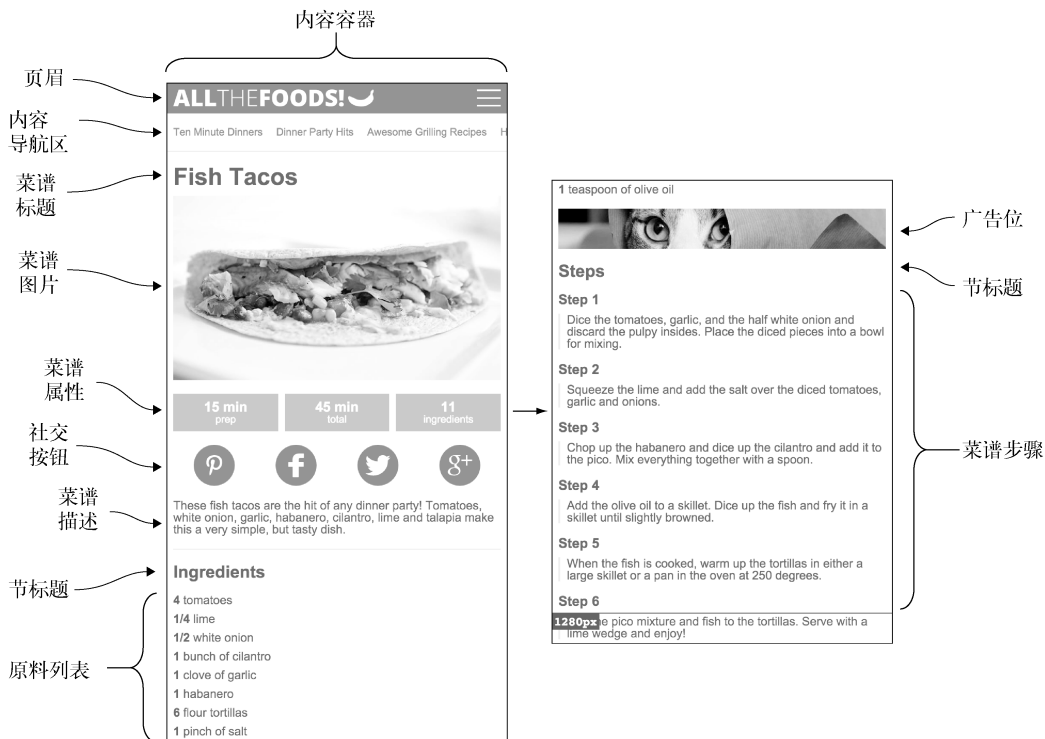 内容容器
页眉
ALLTHEFOODS!
内容
导航区
Ten Minute Dinners Dinner Party Hits Awesome Grilling Recipes H
菜谱
标题
Fish Tacos
菜谱
图片
菜谱
属性
15 min
prep
45 min
total
11
ingredients
社交
按钮
f
g+
菜谱
描述
These fish tacos are the hit of any dinner party! Tomatoes,
white onion, garlic, habanero, cilantro, lime and talapia make
this a very simple, but tasty dish.
节标题
Ingredients
原料列表
4 tomatoes
1/4 lime
1/2 white onion
1 bunch of cilantro
1 clove of garlic
1 habanero
6 flour tortillas
1 pinch of salt
1 teaspoon of olive oil
广告位
Steps
节标题
Step 1
Dice the tomatoes, garlic, and the half white onion and
discard the pulpy insides. Place the diced pieces into a bowl
for mixing.
Step 2
Squeeze the lime and add the salt over the diced tomatoes,
garlic and onions.
Step 3
Chop up the habanero and dice up the cilantro and add it to
the pico. Mix everything together with a spoon.
菜谱步骤
Step 4
Add the olive oil to a skillet. Dice up the fish and fry it in a
skillet until slightly browned.
Step 5
When the fish is cooked, warm up the tortillas in either a
large skillet or a pan in the oven at 250 degrees.
Step 6
1280px e pico mixture and fish to the tortillas. Serve with a
lime wedge and enjoy!